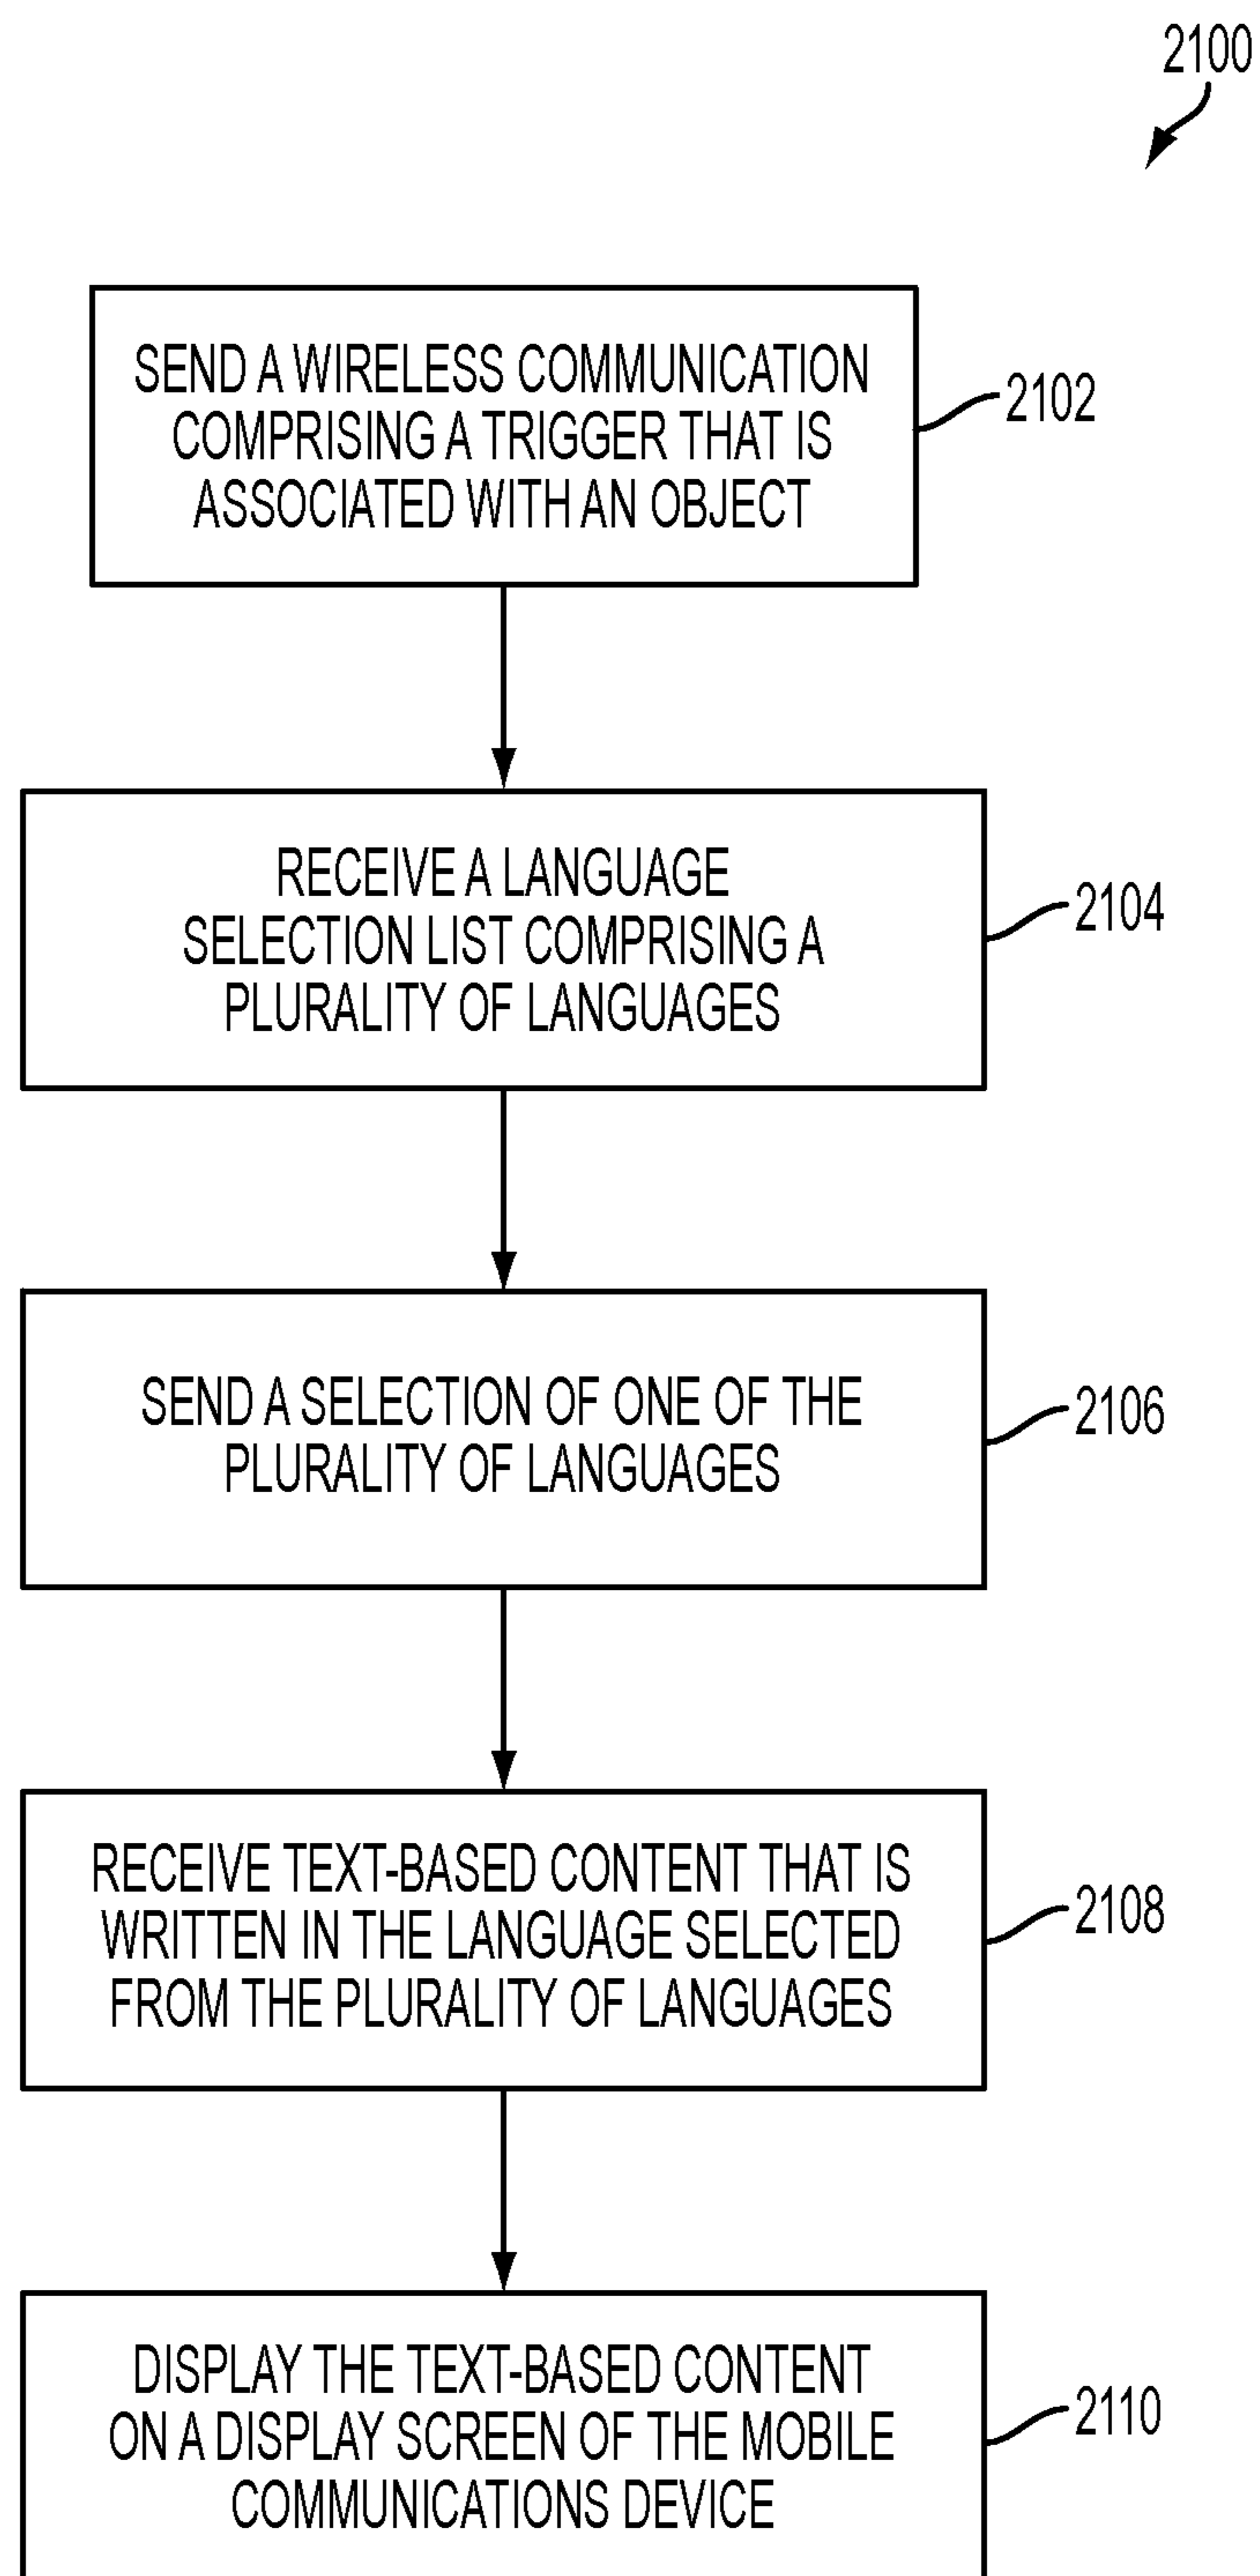 2100
SEND A WIRELESS COMMUNICATION
COMPRISING A TRIGGER THAT IS
ASSOCIATED WITH AN OBJECT
2102
RECEIVE A LANGUAGE
SELECTION LIST COMPRISING A
PLURALITY OF LANGUAGES
2104
SEND A SELECTION OF ONE OF THE
PLURALITY OF LANGUAGES
2106
RECEIVE TEXT-BASED CONTENT THAT IS
WRITTEN IN THE LANGUAGE SELECTED
FROM THE PLURALITY OF LANGUAGES
2108
DISPLAY THE TEXT-BASED CONTENT
ON A DISPLAY SCREEN OF THE MOBILE
COMMUNICATIONS DEVICE
2110